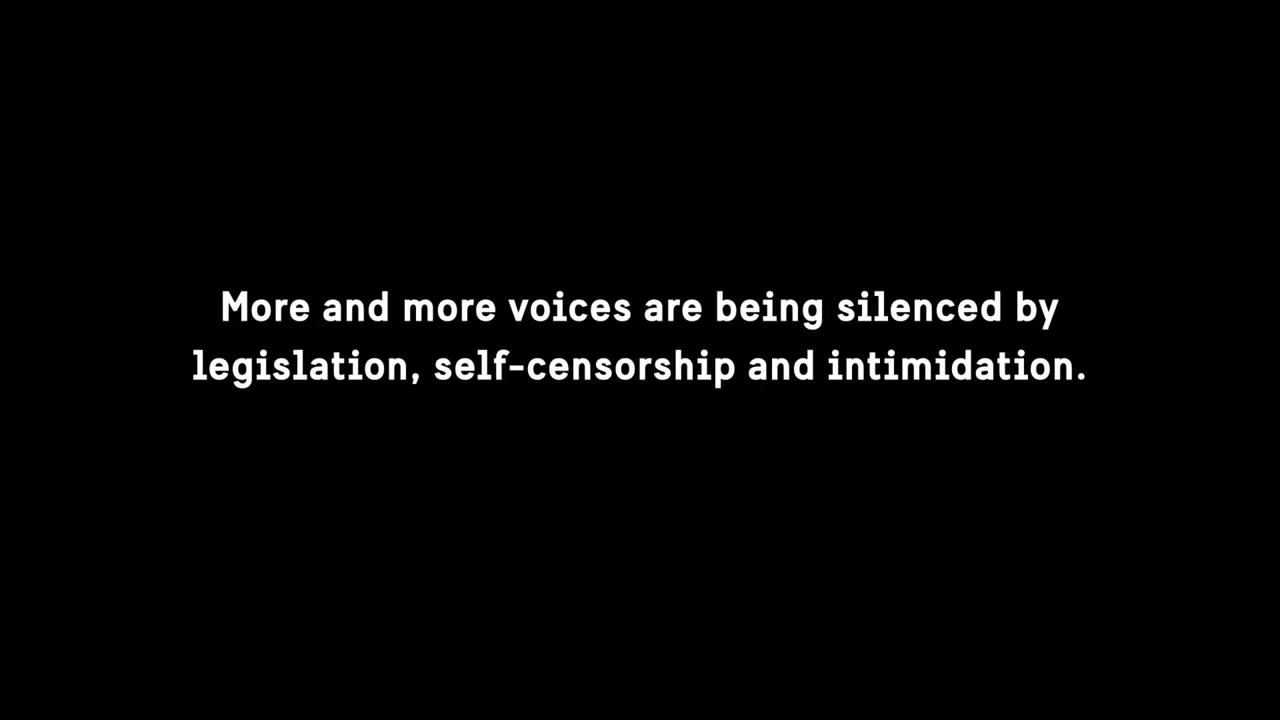 More and more voices are being silenced by
legislation, self-censorship and intimidation.